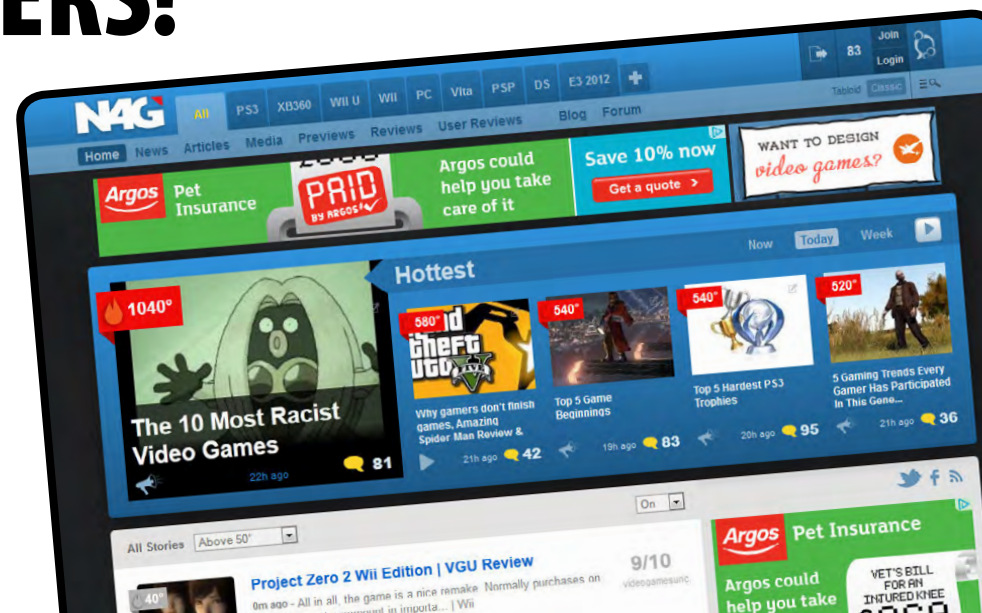 ERS!
N4G
All PS3 XB360 WII U WII PC Vita PSP DS E3 2012
83 Join
Login
Tabloid Classic
Home News Articles Media Previews Reviews User Reviews Blog Forum
Argos Pet
Insurance
PAID
BY ARGOS
Argos could
help you take
care of it
Save 10% now
Get a quote
WANT TO DESIGN
video games?
Hottest
Now Today Week
1040°
The 10 Most Racist
Video Games
22h ago 81
580°
theft
V
FIVE
Why gamers don't finish
games, Amazing
Spider Man Review &
21h ago 42
540°
Top 5 Game
Beginnings
19h ago 83
540°
Top 5 Hardest PS3
Trophies
20h ago 95
520°
5 Gaming Trends Every
Gamer Has Participated
In This Gene...
21h ago 36
All Stories Above 50°
On
40°
Project Zero 2 Wii Edition | VGU Review
0m ago - All in all, the game is a nice remake. Normally purchases on
in importa... | Wii
9/10
videogamesunc
Argos Pet Insurance
Argos could
help you take
VET'S BILL
FOR AN
INJURED KNEE